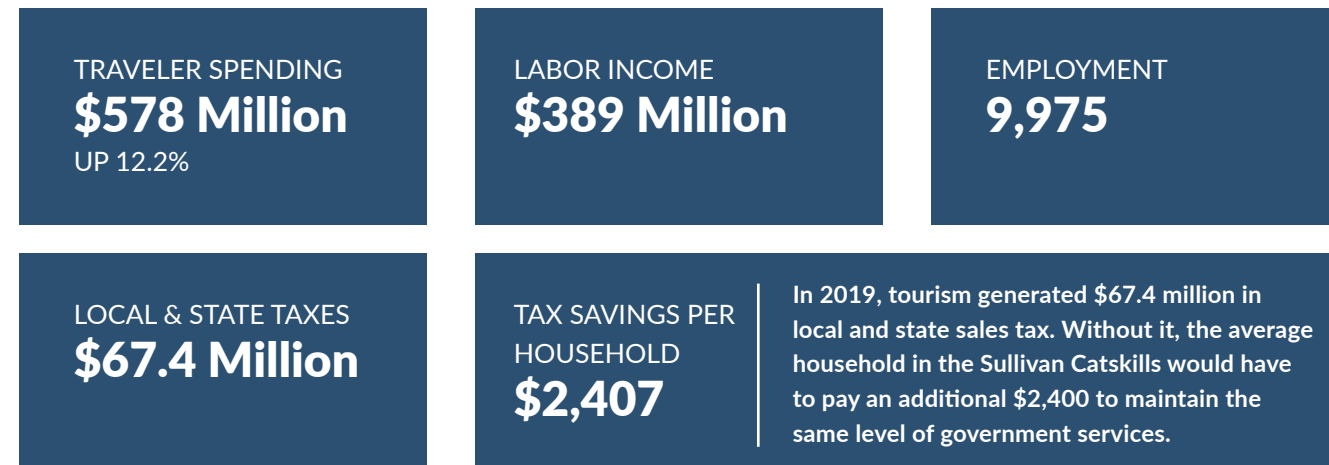 TRAVELER SPENDING
$578 Million
UP 12.2%
LABOR INCOME
$389 Million
EMPLOYMENT
9,975
LOCAL & STATE TAXES
$67.4 Million
TAX SAVINGS PER
HOUSEHOLD
$2,407
In 2019, tourism generated $67.4 million in
local and state sales tax. Without it, the average
household in the Sullivan Catskills would have
to pay an additional $2,400 to maintain the
same level of government services.